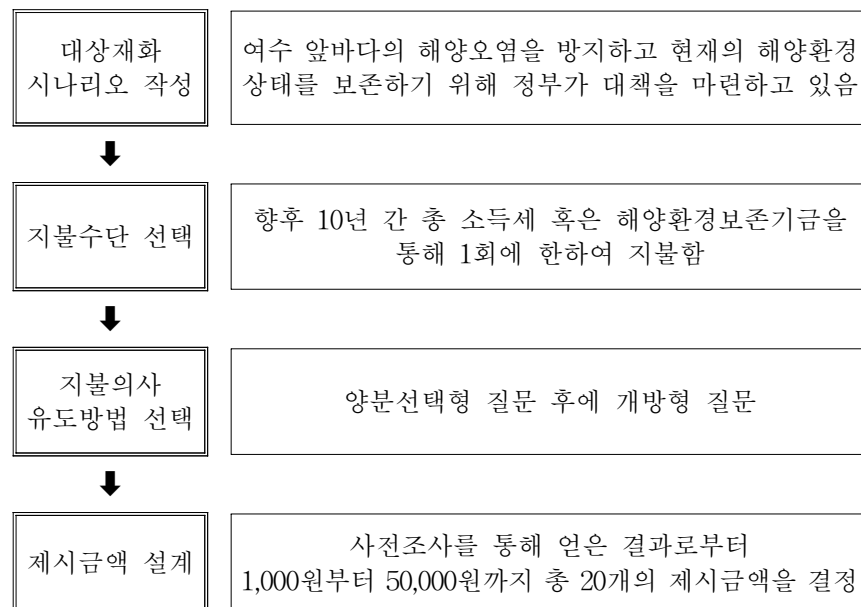 대상재화
시나리오 작성
여수 앞바다의 해양오염을 방지하고 현재의 해양환경
상태를 보존하기 위해 정부가 대책을 마련하고 있음
지불수단 선택
향후 10년 간 총 소득세 혹은 해양환경보존기금을
통해 1회에 한하여 지불함
지불의사
유도방법 선택
양분선택형 질문 후에 개방형 질문
제시금액 설계
사전조사를 통해 얻은 결과로부터
1,000원부터 50,000원까지 총 20개의 제시금액을 결정